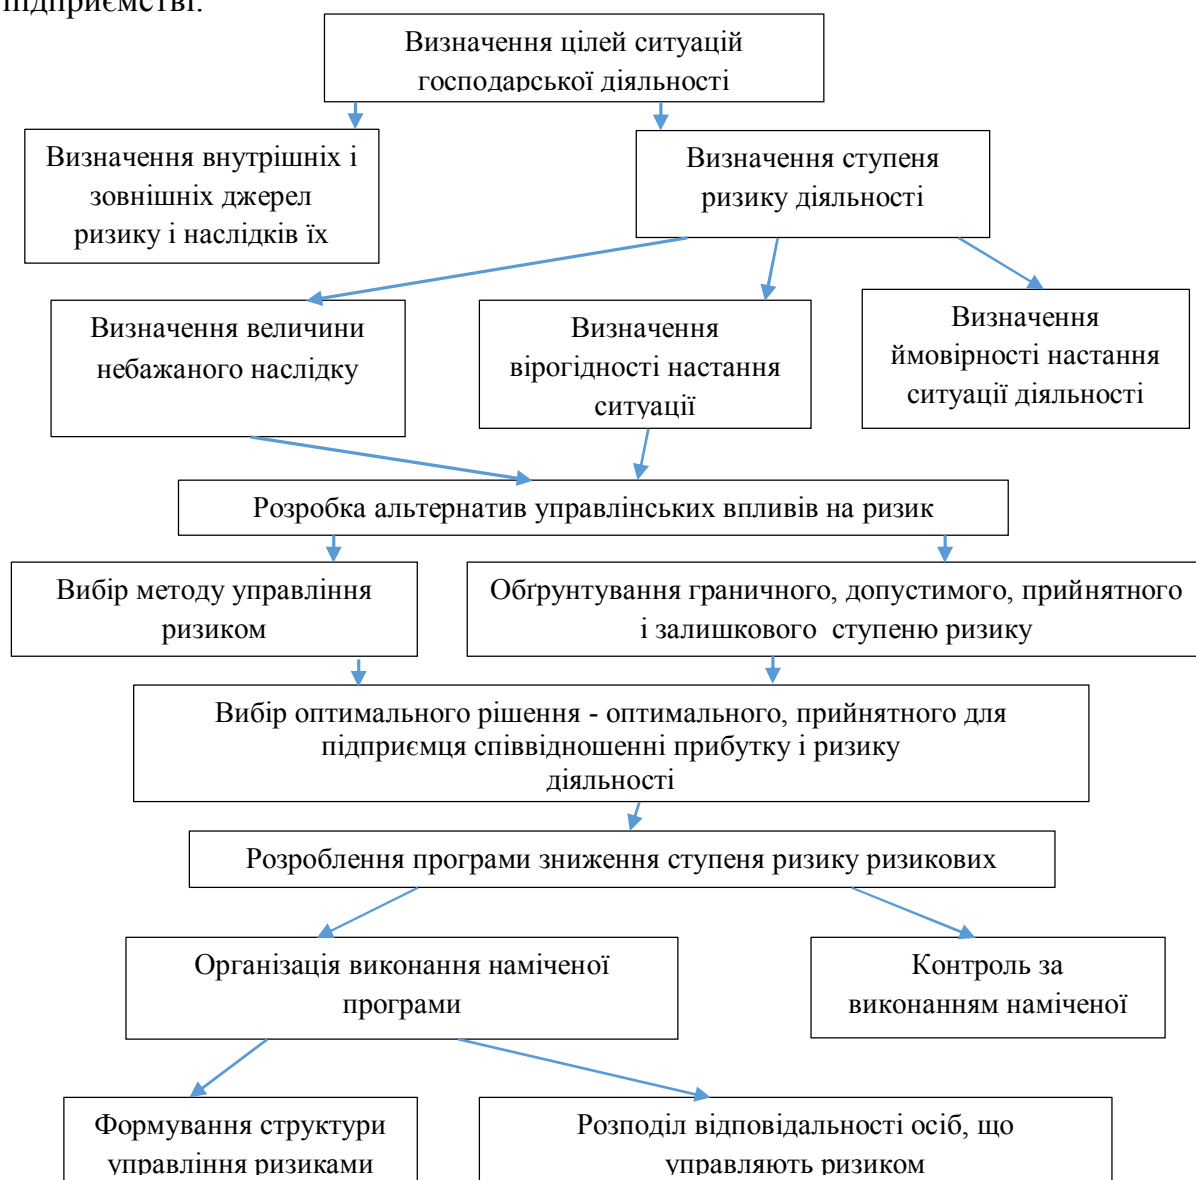 підприємстві.
Визначення цілей ситуацій
господарської діяльності
Визначення внутрішніх і
зовнішніх джерел
ризику і наслідків їх
Визначення ступеня
ризику діяльності
Визначення величини
небажаного наслідку
Визначення
вірогідності настання
ситуації
Визначення
ймовірності настання
ситуації діяльності
Розробка альтернатив управлінських впливів на ризик
Вибір методу управління
ризиком
Обґрунтування граничного, допустимого, прийнятного
і залишкового ступеню ризику
Вибір оптимального рішення - оптимального, прийнятного для
підприємця співвідношенні прибутку і ризику
діяльності
Розроблення програми зниження ступеня ризику ризикових
Організація виконання наміченої
програми
Контроль за
виконанням наміченої
Формування структури
управління ризиками
Розподіл відповідальності осіб, що
управляють ризиком